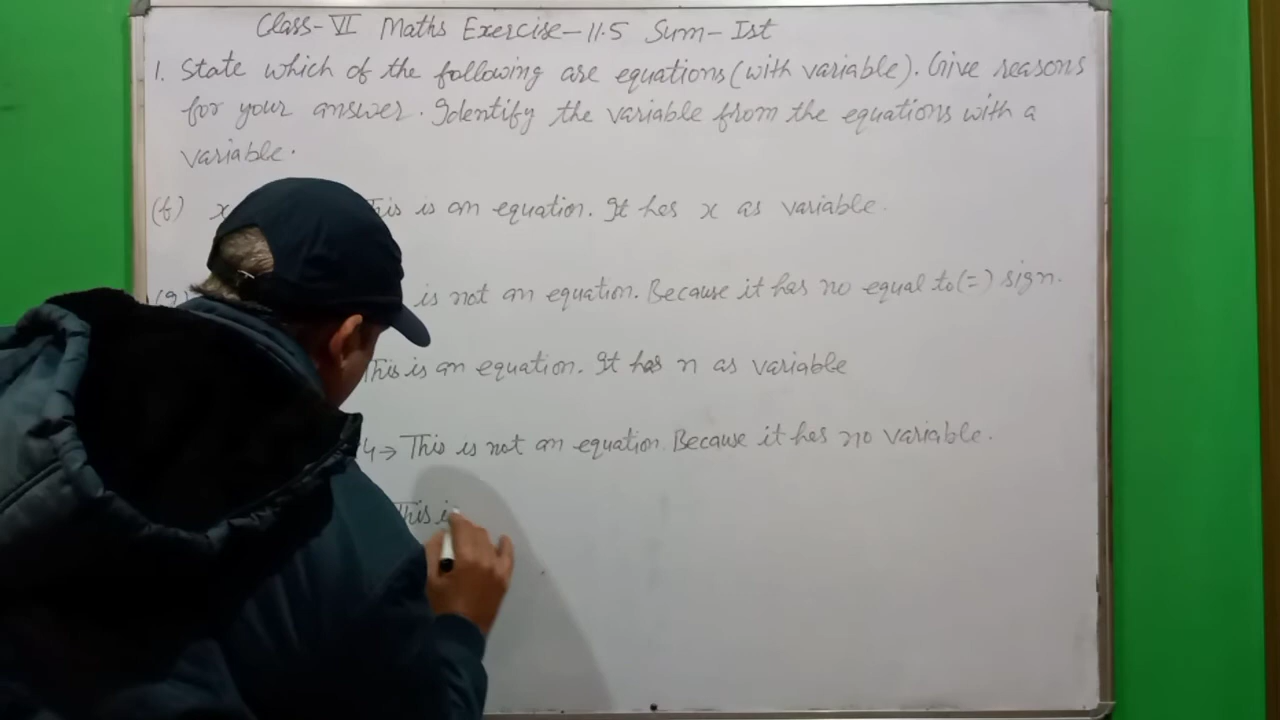 Class-VI Maths Exercise-11.5 Sum-Ist
1. State which of the following are equations (with variable). Give reasons
for your answer. Identify the variable from the equations with a
variable.
(f) x is an equation. It has x as variable.
(g) is not an equation. Because it has no equal to (=) sign.
This is an equation. It has n as variable
4→ This is not an equation. Because it has no variable.
This is